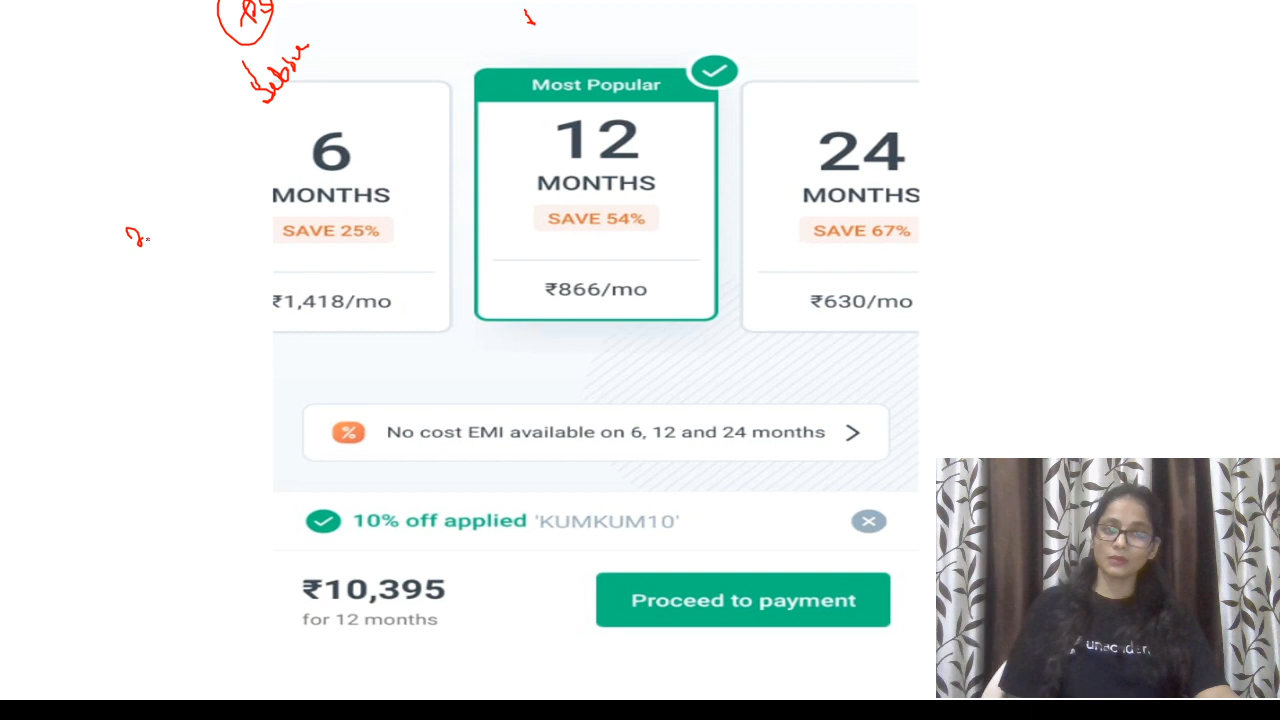 Most Popular
6
MONTHS
SAVE 25%
₹1,418/mo
12
MONTHS
SAVE 54%
₹866/mo
24
MONTHS
SAVE 67%
₹630/mo
No cost EMI available on 6, 12 and 24 months
10% off applied 'KUMKUM10'
₹10,395
for 12 months
Proceed to payment